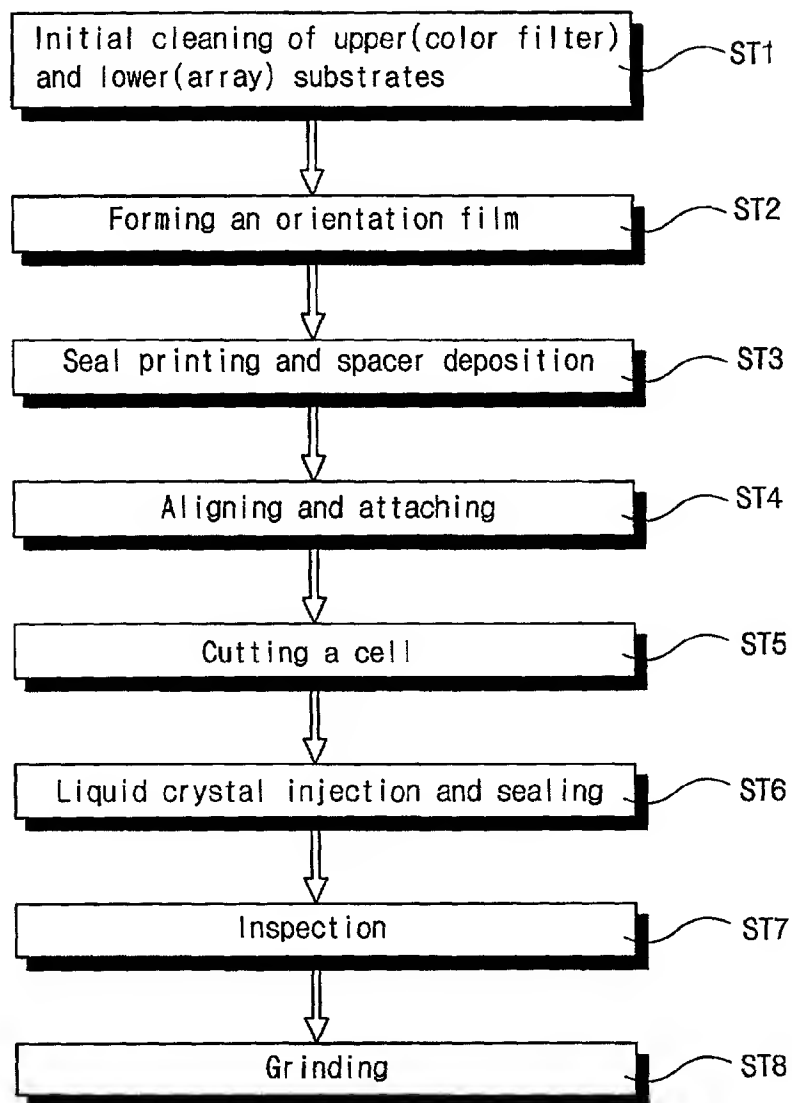 Initial cleaning of upper(color filter)
and lower(array) substrates
ST1
Forming an orientation film
ST2
Seal printing and spacer deposition
ST3
Aligning and attaching
ST4
Cutting a cell
ST5
Liquid crystal injection and sealing
ST6
Inspection
ST7
Grinding
ST8